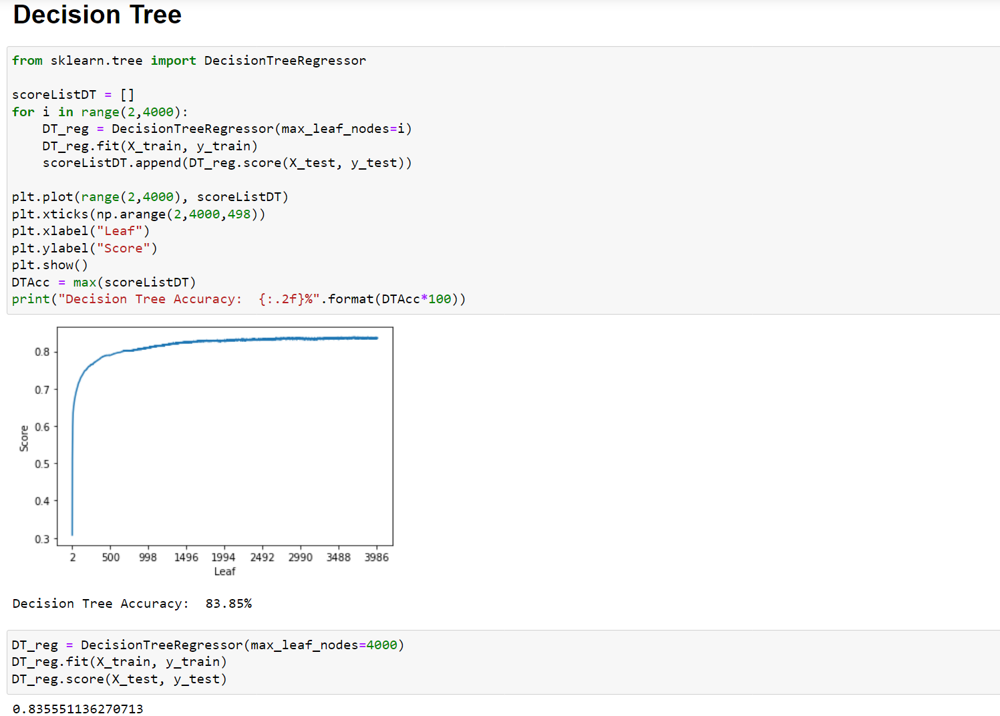 Decision Tree
from sklearn.tree import DecisionTreeRegressor
scoreListDT = []
for i in range(2,4000):
    DT_reg = DecisionTreeRegressor(max_leaf_nodes=i)
    DT_reg.fit(X_train, y_train)
    scoreListDT.append(DT_reg.score(X_test, y_test))
plt.plot(range(2,4000), scoreListDT)
plt.xticks(np.arange(2,4000,498))
plt.xlabel("Leaf")
plt.ylabel("Score")
plt.show()
DTAcc = max(scoreListDT)
print("Decision Tree Accuracy:  {:.2f}%".format(DTAcc*100))
0.8
0.7
0.6
0.5
0.4
0.3
Score
2 500 998 1496 1994 2492 2990 3488 3986
Leaf
Decision Tree Accuracy:  83.85%
DT_reg = DecisionTreeRegressor(max_leaf_nodes=4000)
DT_reg.fit(X_train, y_train)
DT_reg.score(X_test, y_test)
0.835551136270713